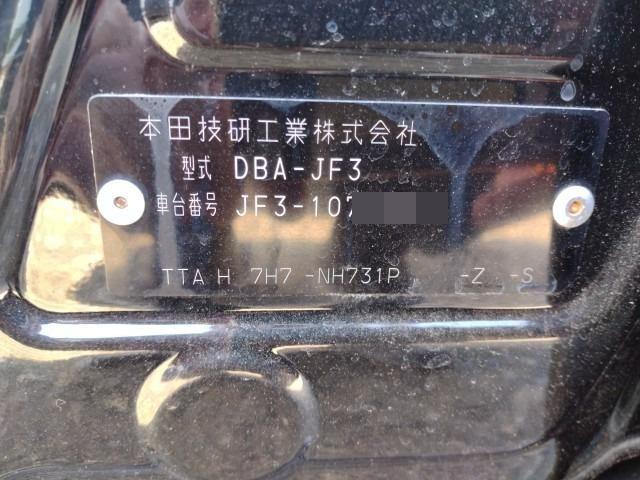 本田技研工業株式会社
型式 DBA-JF3
車台番号 JF3-107
TTA H 7H7 -NH731P -Z -S